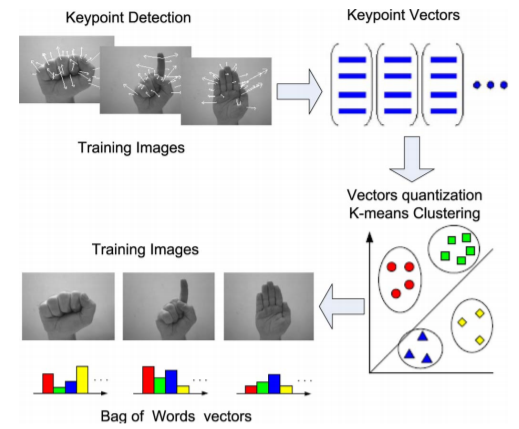 Keypoint Detection
Keypoint Vectors
Training Images
Vectors quantization
K-means Clustering
Training Images
Bag of Words vectors